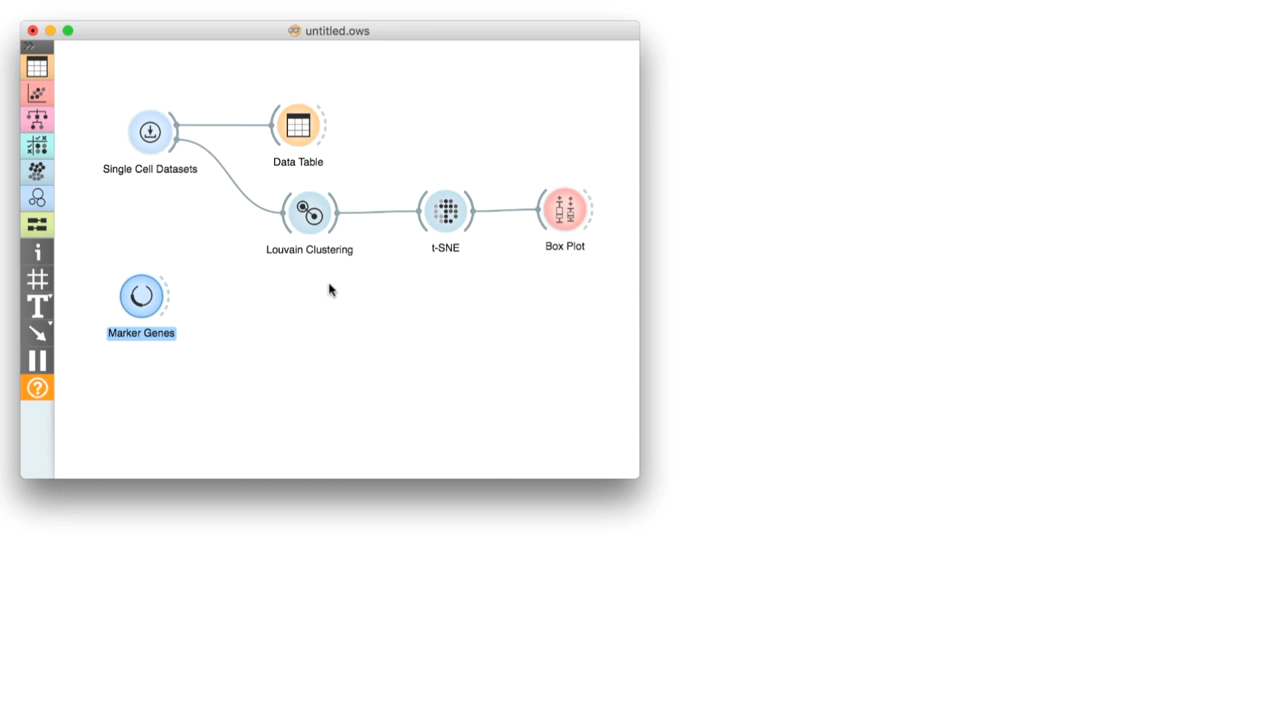 untitled.ows
Single Cell Datasets
Data Table
Louvain Clustering
t-SNE
Box Plot
Marker Genes